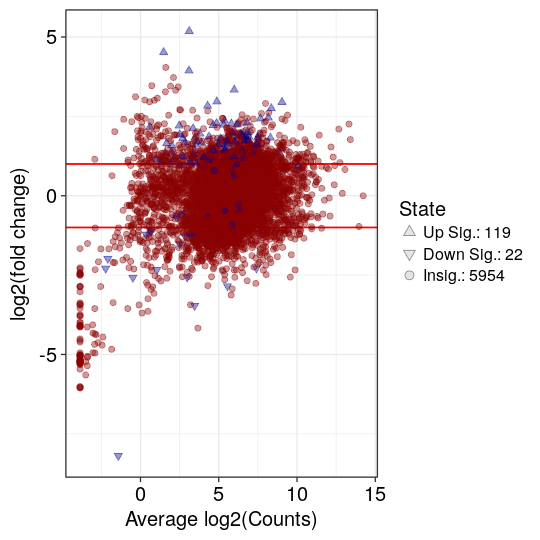 5
0
-5
log2(fold change)
0 5 10 15
Average log2(Counts)
State
Up Sig.: 119
Down Sig.: 22
Insig.: 5954